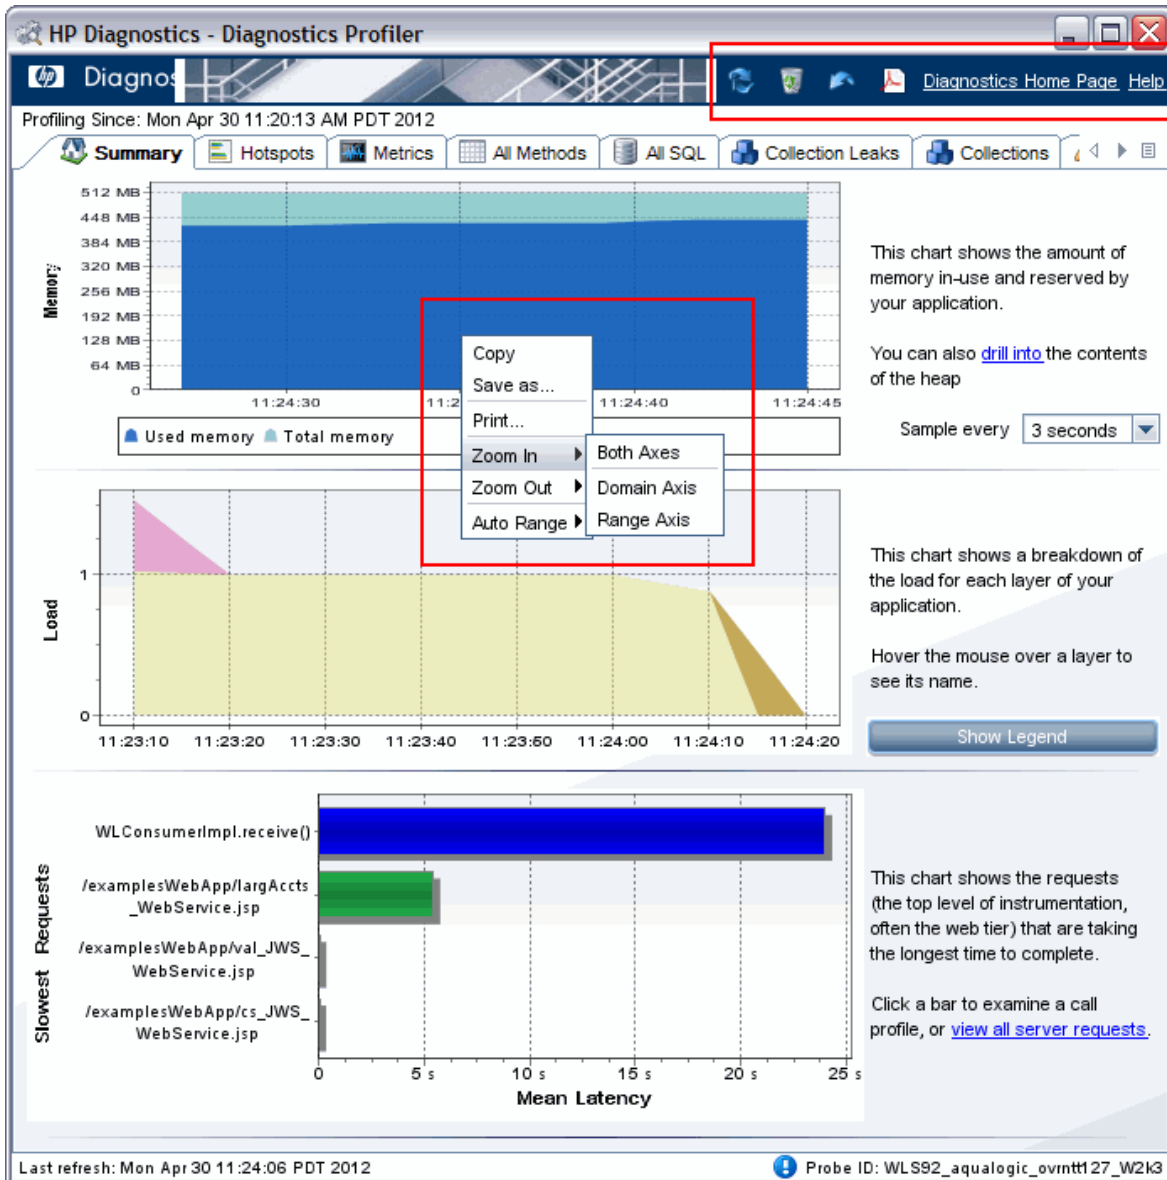 HP Diagnostics - Diagnostics Profiler
hp Diagnos
Diagnostics Home Page Help
Profiling Since: Mon Apr 30 11:20:13 AM PDT 2012
Summary Hotspots Metrics All Methods All SQL Collection Leaks Collections
512 MB
448 MB
384 MB
320 MB
256 MB
192 MB
128 MB
64 MB
0
Memory
11:24:30 11:2 11:24:40 11:24:45
Used memory Total memory
This chart shows the amount of
memory in-use and reserved by
your application.
You can also drill into the contents
of the heap
Sample every 3 seconds
Copy
Save as...
Print...
Zoom In
Zoom Out
Auto Range
Both Axes
Domain Axis
Range Axis
Load
1
0
11:23:10 11:23:20 11:23:30 11:23:40 11:23:50 11:24:00 11:24:10 11:24:20
This chart shows a breakdown of
the load for each layer of your
application.
Hover the mouse over a layer to
see its name.
Show Legend
Slowest Requests
WLConsumerImpl.receive()
/examplesWebApp/largAccts
_WebService.jsp
/examplesWebApp/val_JWS_
WebService.jsp
/examplesWebApp/cs_JWS_
WebService.jsp
0 5 s 10 s 15 s 20 s 25 s
Mean Latency
This chart shows the requests
(the top level of instrumentation,
often the web tier) that are taking
the longest time to complete.
Click a bar to examine a call
profile, or view all server requests.
Last refresh: Mon Apr 30 11:24:06 PDT 2012
Probe ID: WLS92_aqualogic_ovrntt127_W2k3